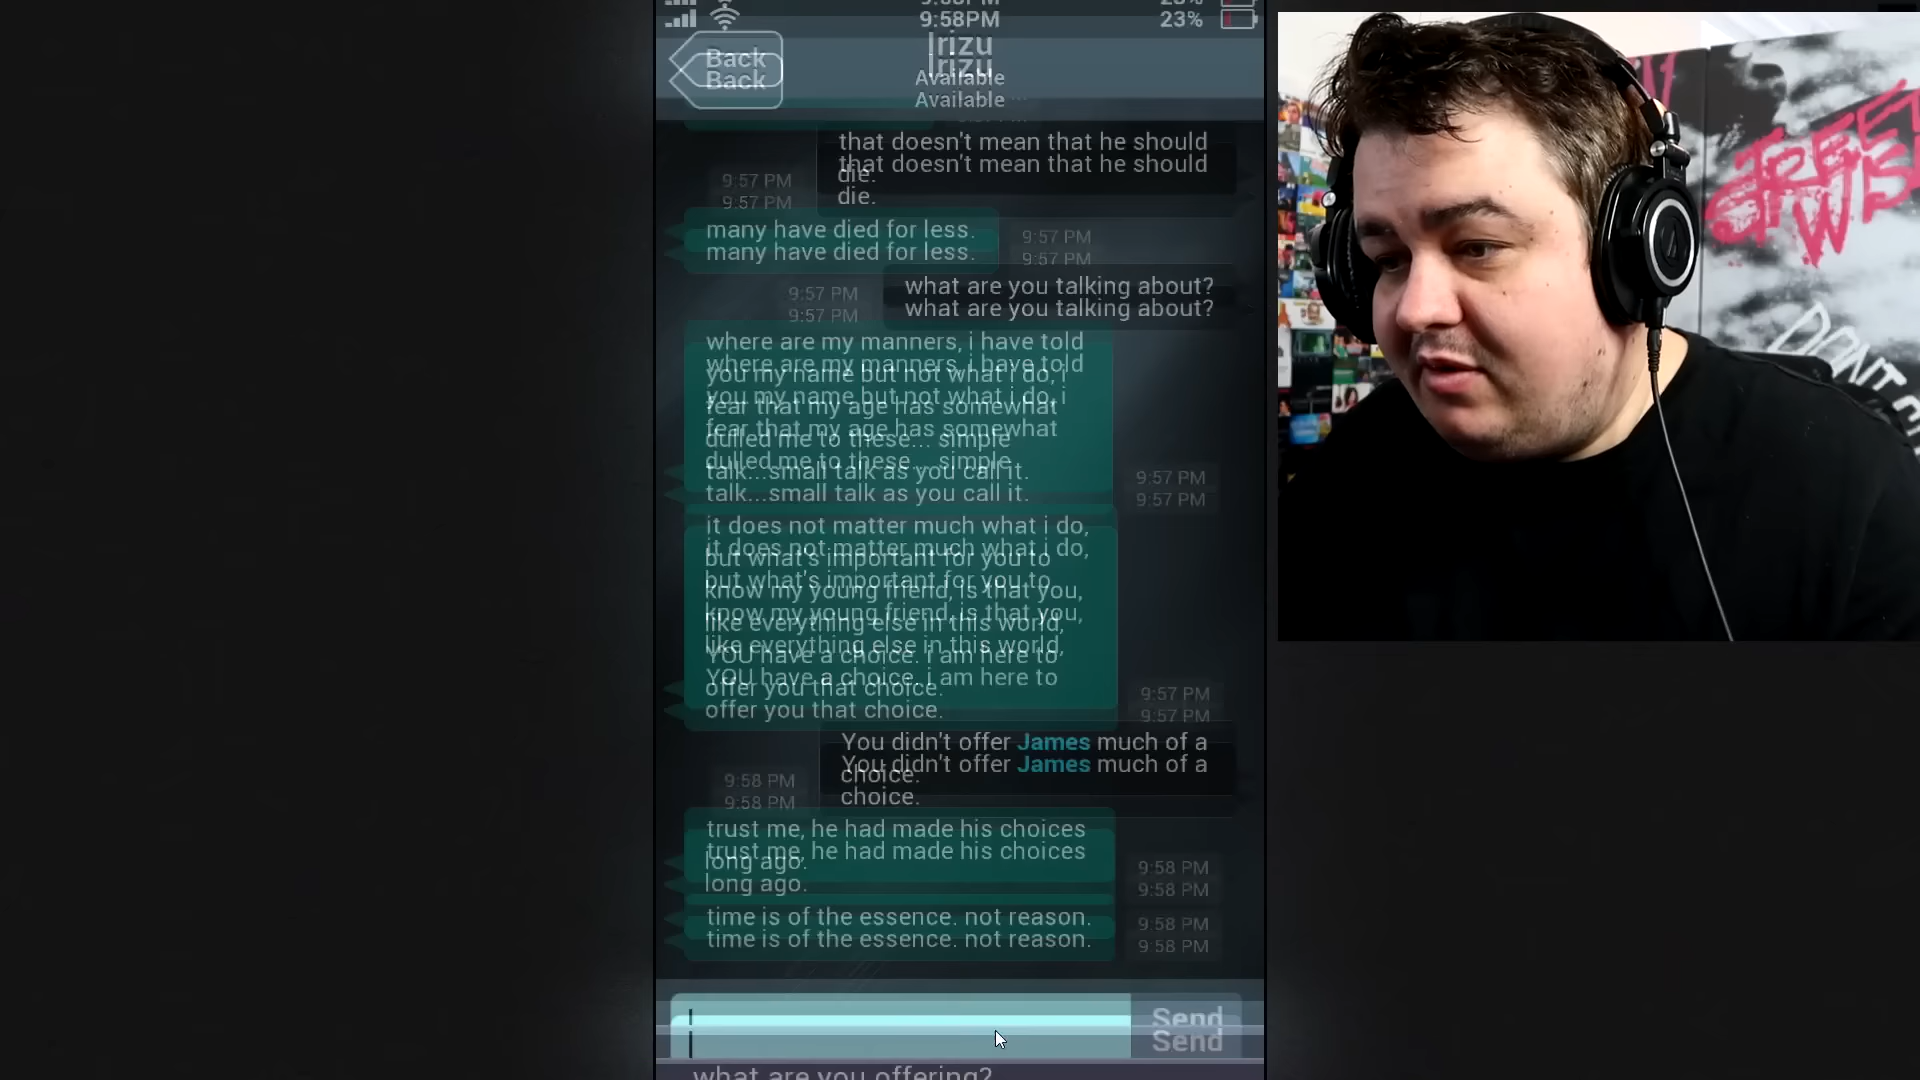 9:58PM
23%
Back
Irizu
Available
that doesn't mean that he should
die.
9:57 PM
many have died for less.
9:57 PM
what are you talking about?
9:57 PM
where are my manners, i have told
you my name but not what i do, i
fear that my age has somewhat
dulled me to these... simple
talk...small talk as you call it.
9:57 PM
it does not matter much what i do,
but what's important for you to
know my young friend, is that you,
like everything else in this world,
YOU have a choice. i am here to
offer you that choice.
9:57 PM
You didn't offer James much of a
choice.
9:58 PM
trust me, he had made his choices
long ago.
9:58 PM
time is of the essence. not reason.
9:58 PM
Send
what are you offering?